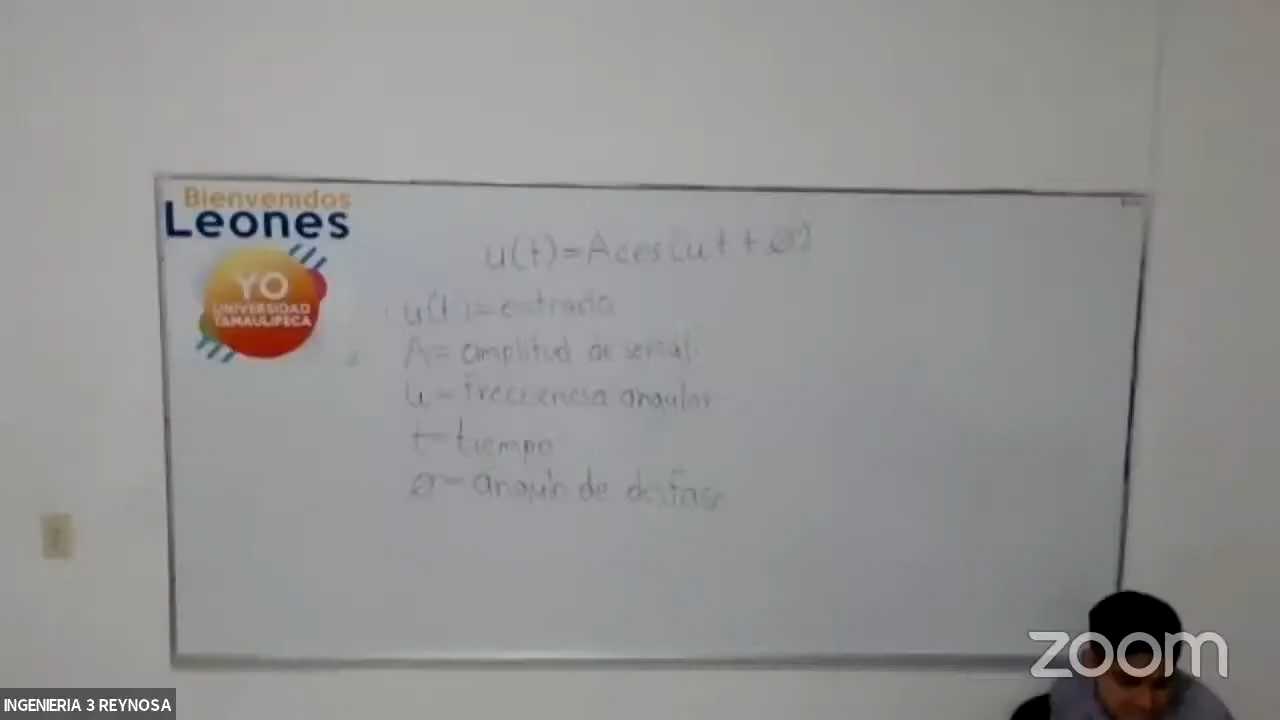 Bienvenidos
Leones
YO
UNIVERSIDAD
TAMAULIPECA
u(t)=Acos(ωt+σ)
u(t)=entrada
A=amplitud de señal
ω=frecuencia angular
t=tiempo
σ=angulo de desfase
zoom
INGENIERIA 3 REYNOSA